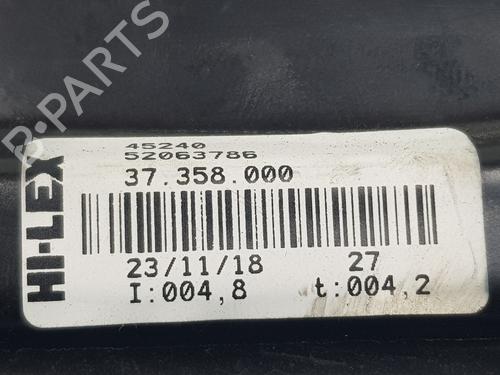 B-PARTS
HI-LEX
45240
52063786
37.358.000
23/11/18 27
I:004,8 t:004,2